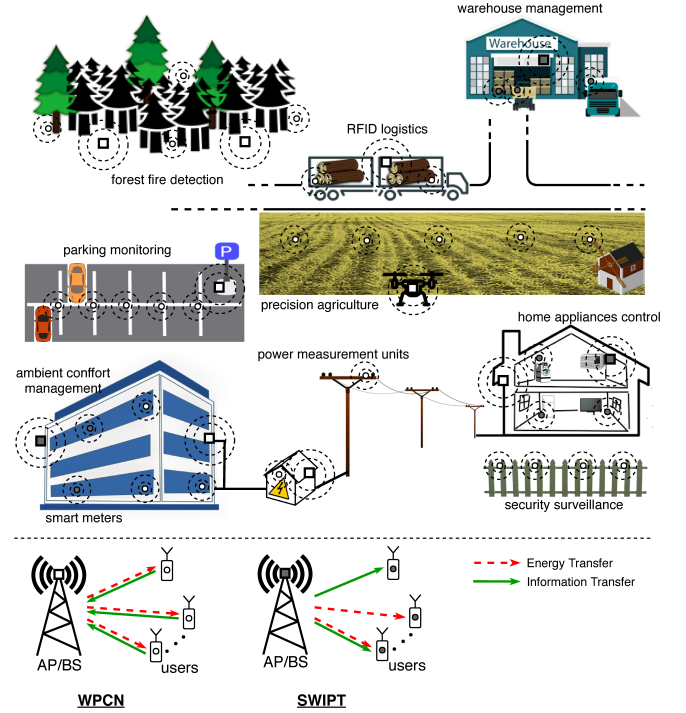 warehouse management
Warehouse
RFID logistics
forest fire detection
parking monitoring
P
precision agriculture
home appliances control
power measurement units
ambient conffort
management
smart meters
security surveillance
Energy Transfer
Information Transfer
AP/BS
users
AP/BS
users
WPCN
SWIPT